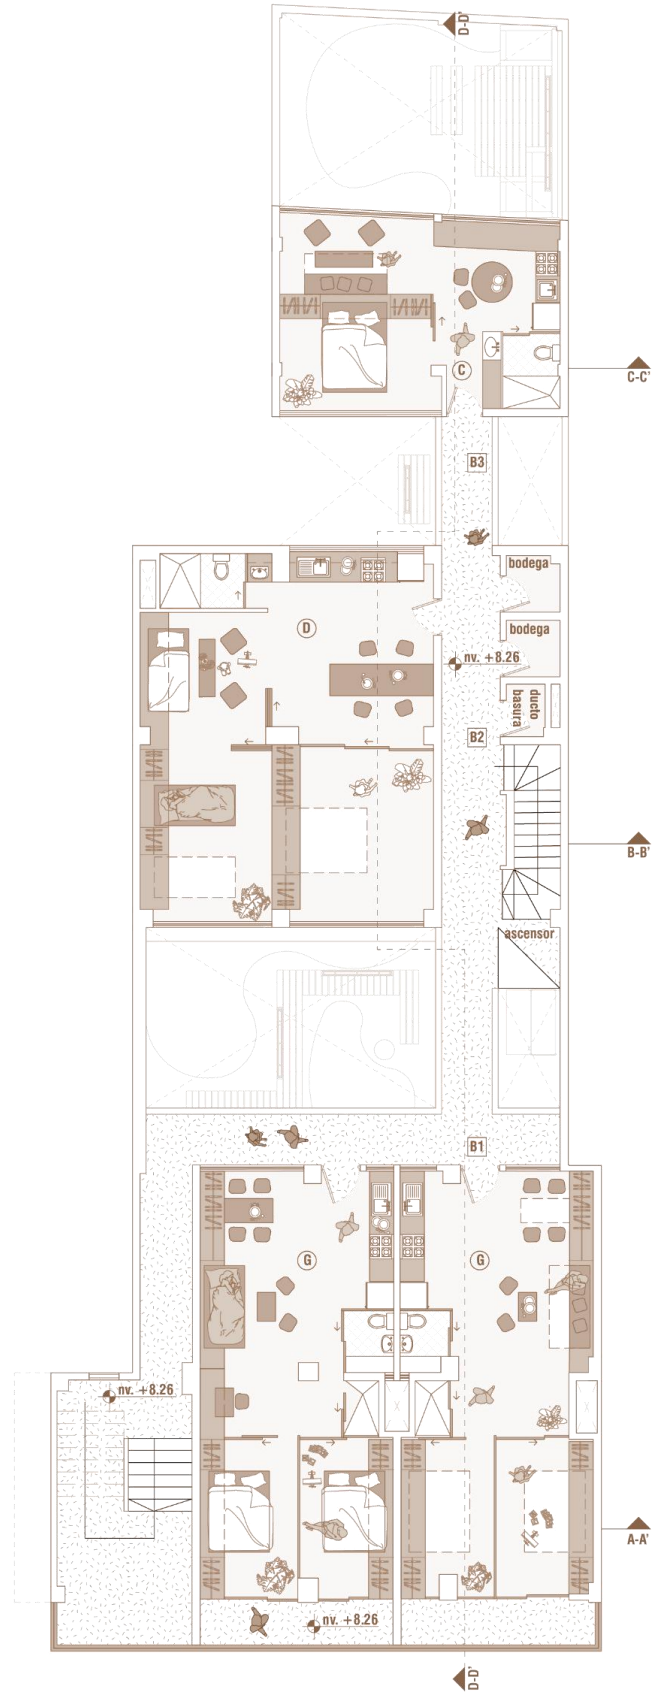 D-D'
C-C'
C
B3
bodega
D
bodega
nv. +8.26
ducto
basura
B2
B-B'
ascensor
B1
G
G
nv. +8.26
A-A'
nv. +8.26
D-D'